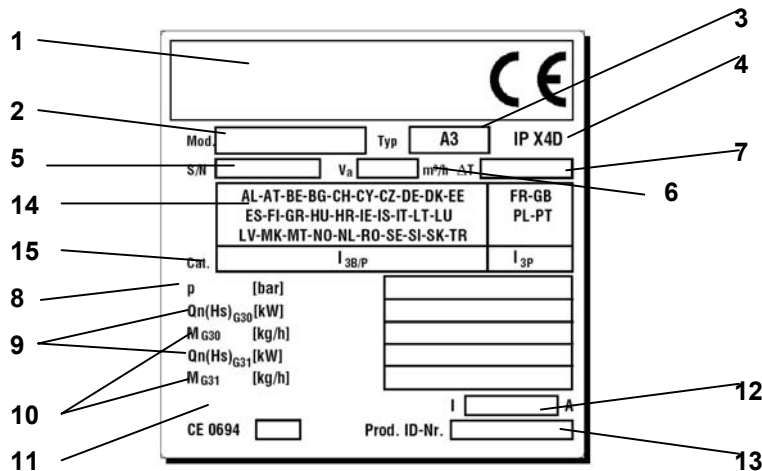 1
CE
3
4
2
Mod.
Typ
A3
IP X4D
5
S/N
Va
m³/h
ΔT
7
6
14
AL-AT-BE-BG-CH-CY-CZ-DE-DK-EE
ES-FI-GR-HU-HR-IE-IS-IT-LT-LU
LV-MK-MT-NO-NL-RO-SE-SI-SK-TR
FR-GB
PL-PT
15
Cat.
I3B/P
I3P
8
p [bar]
Qn(Hs)G30[kW]
9
MG30 [kg/h]
Qn(Hs)G31[kW]
MG31 [kg/h]
10
I
A
12
11
CE 0694
Prod. ID-Nr.
13